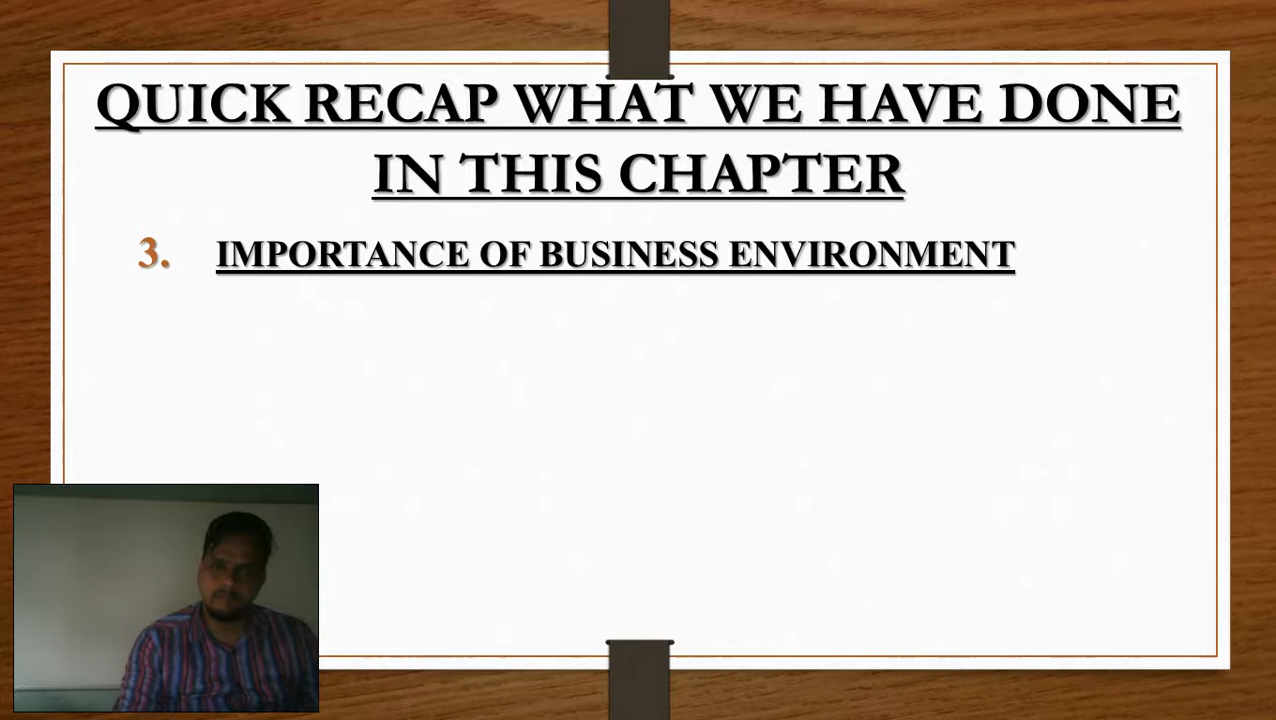 QUICK RECAP WHAT WE HAVE DONE
IN THIS CHAPTER
3. IMPORTANCE OF BUSINESS ENVIRONMENT